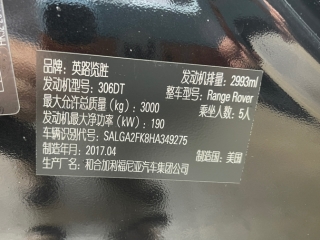 品牌：英路览胜 发动机排量：2993ml
发动机型号：306DT 整车型号：Range Rover
最大允许总质量（kg）：3000 乘坐人数：5人
发动机最大净功率（kW）：190
车辆识别代号：SALGA2FK8HA349275
生产年月：2017.04 制造国：美国
生产厂名：和合加利福尼亚汽车集团公司